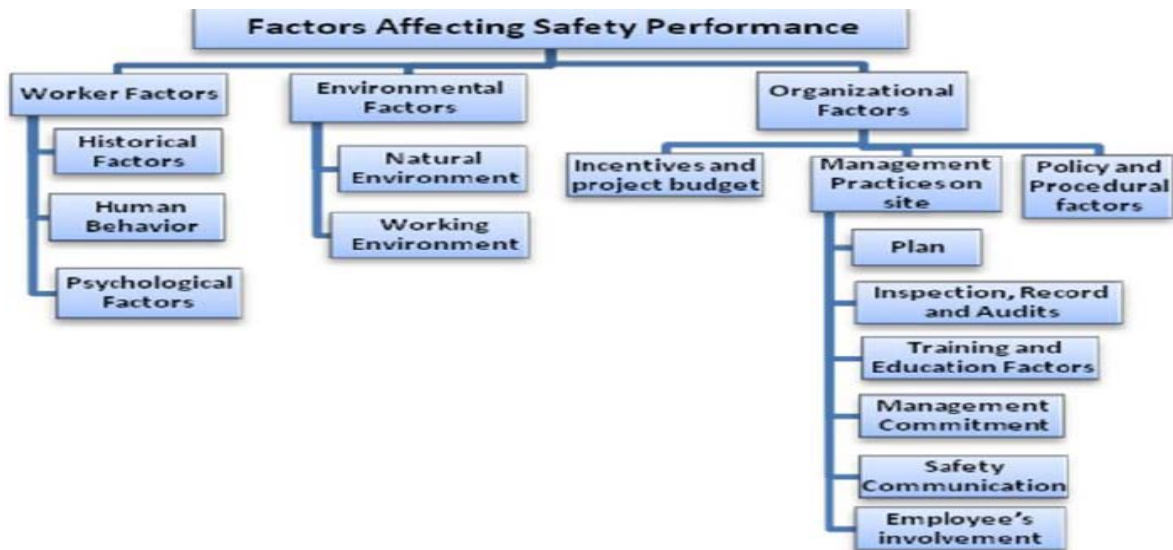 Factors Affecting Safety Performance
Worker Factors
Historical
Factors
Human
Behavior
Psychological
Factors
Environmental
Factors
Natural
Environment
Working
Environment
Organizational
Factors
Incentives and
project budget
Management
Practices on
site
Plan
Inspection, Record
and Audits
Training and
Education Factors
Management
Commitment
Safety
Communication
Employee's
involvement
Policy and
Procedural
factors